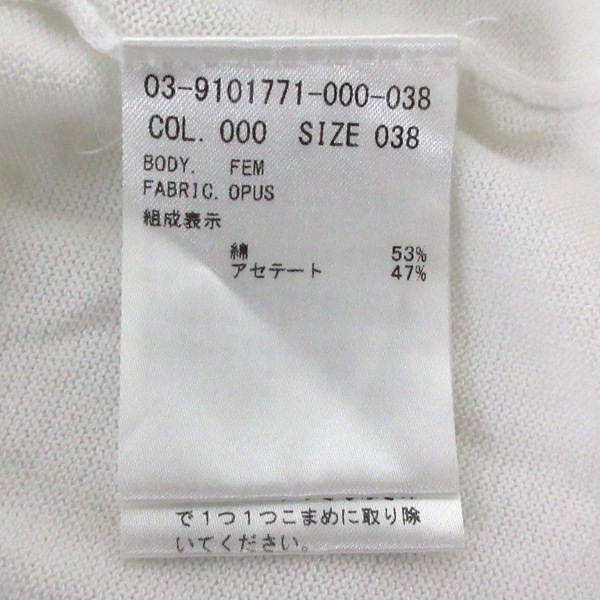 03-9101771-000-038
COL. 000 SIZE 038
BODY. FEM
FABRIC. OPUS
組成表示
綿 53%
アセテート 47%
で1つ1つこまめに取り除
いてください。